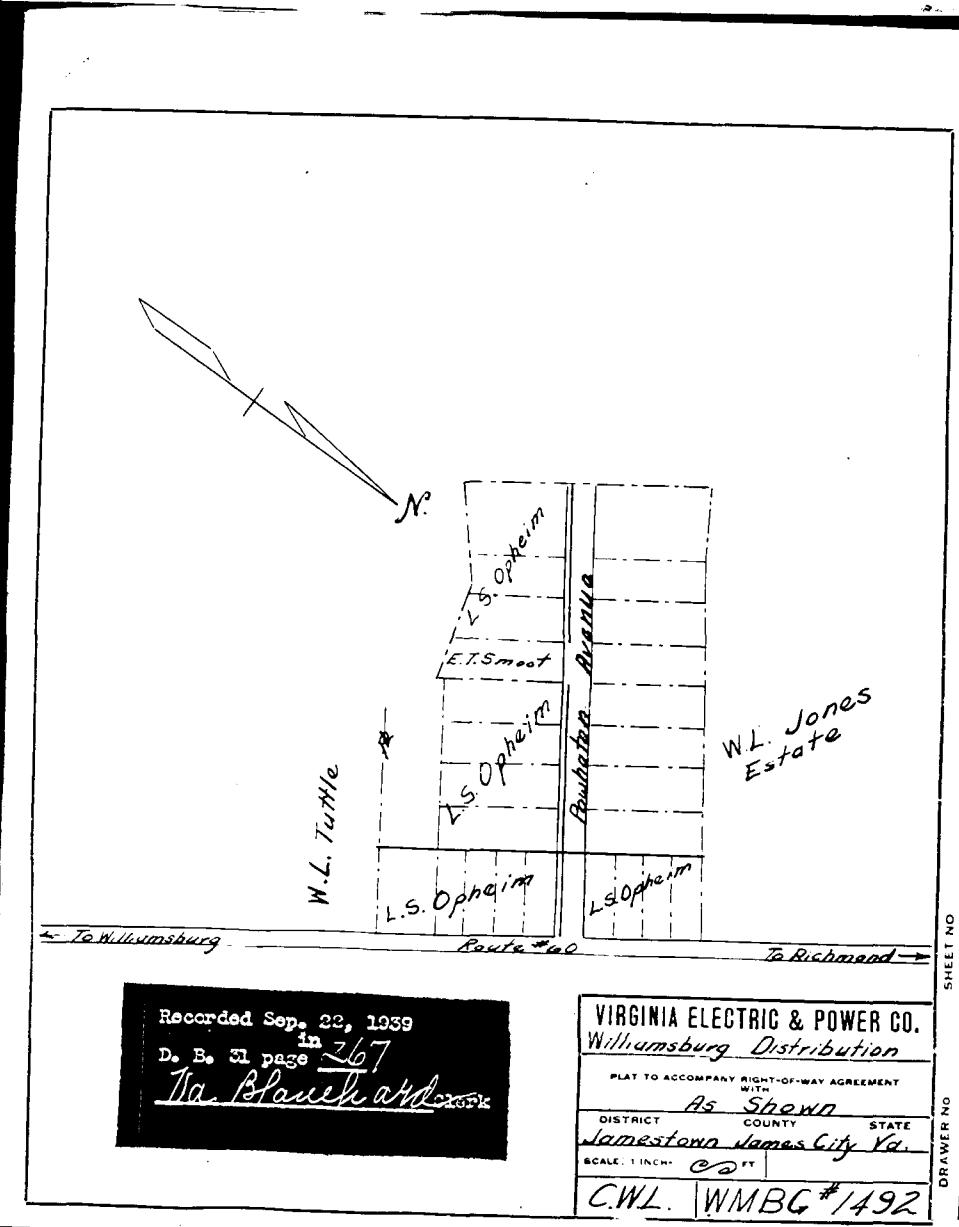 N.
L.S. Opheim
E.T. Smoot
Powhatan Avenue
L.S. Opheim
W.L. Jones
Estate
W.L. Tuttle
L.S. Opheim
L.S. Opheim
← To Williamsburg
Route #60
To Richmond →
SHEET NO
DRAWER NO
Recorded Sep. 22, 1939
in
D. B. 31 page 267
Va. Blanchard Clerk
VIRGINIA ELECTRIC & POWER CO.
Williamsburg Distribution
PLAT TO ACCOMPANY RIGHT-OF-WAY AGREEMENT
WITH
As Shown
DISTRICT COUNTY STATE
Jamestown James City Va.
SCALE: 1 INCH= FT
C.W.L. WMBG #1492